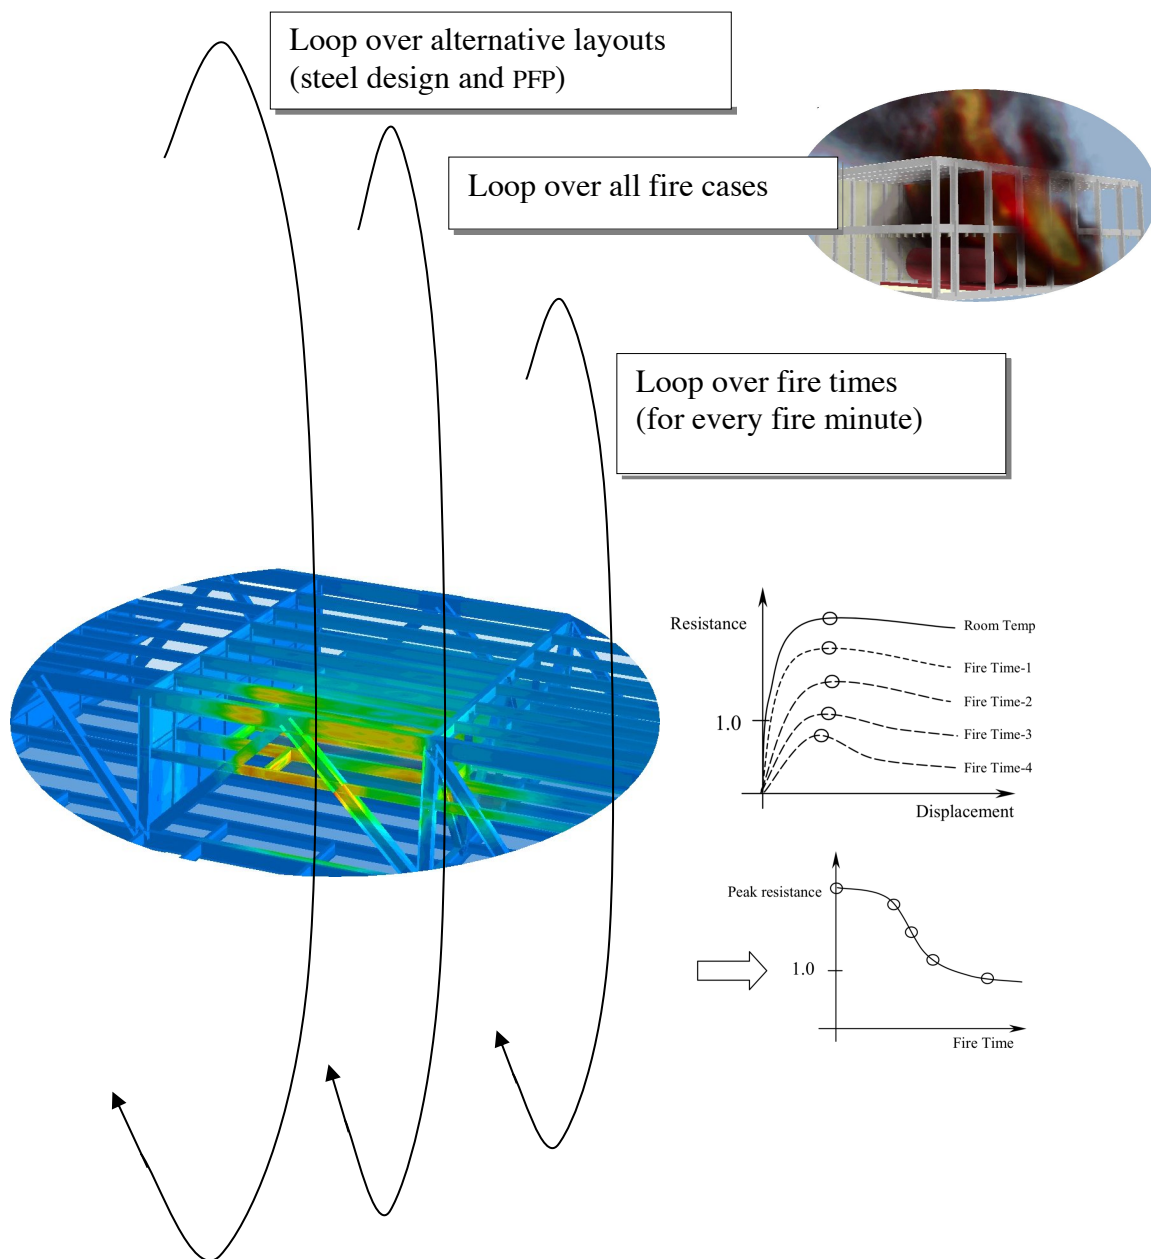 Loop over alternative layouts
(steel design and PFP)
Loop over all fire cases
Loop over fire times
(for every fire minute)
Resistance
Room Temp
Fire Time-1
Fire Time-2
1.0
Fire Time-3
Fire Time-4
Displacement
Peak resistance
1.0
Fire Time